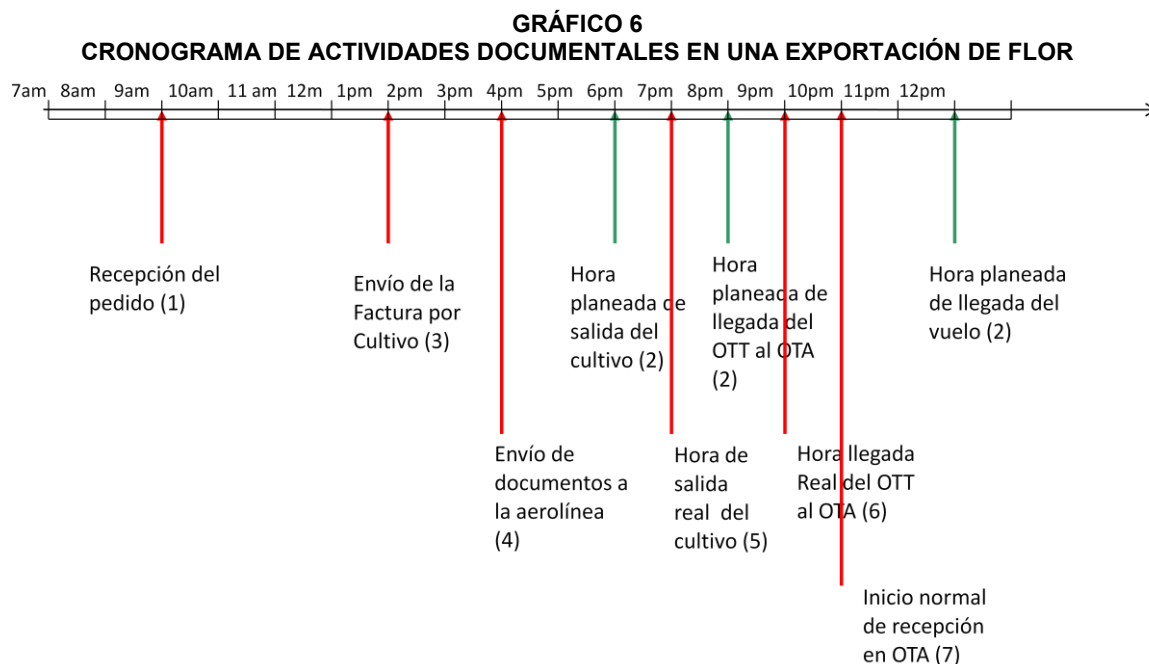 GRÁFICO 6
CRONOGRAMA DE ACTIVIDADES DOCUMENTALES EN UNA EXPORTACIÓN DE FLOR
7am 8am 9am 10am 11 am 12m 1pm 2pm 3pm 4pm 5pm 6pm 7pm 8pm 9pm 10pm 11pm 12pm
Recepción del
pedido (1)
Envío de la
Factura por
Cultivo (3)
Hora
planeada de
salida del
cultivo (2)
Hora
planeada de
llegada del
OTT al OTA
(2)
Hora planeada
de llegada del
vuelo (2)
Envío de
documentos a
la aerolínea
(4)
Hora de
salida
real del
cultivo (5)
Hora llegada
Real del OTT
al OTA (6)
Inicio normal
de recepción
en OTA (7)